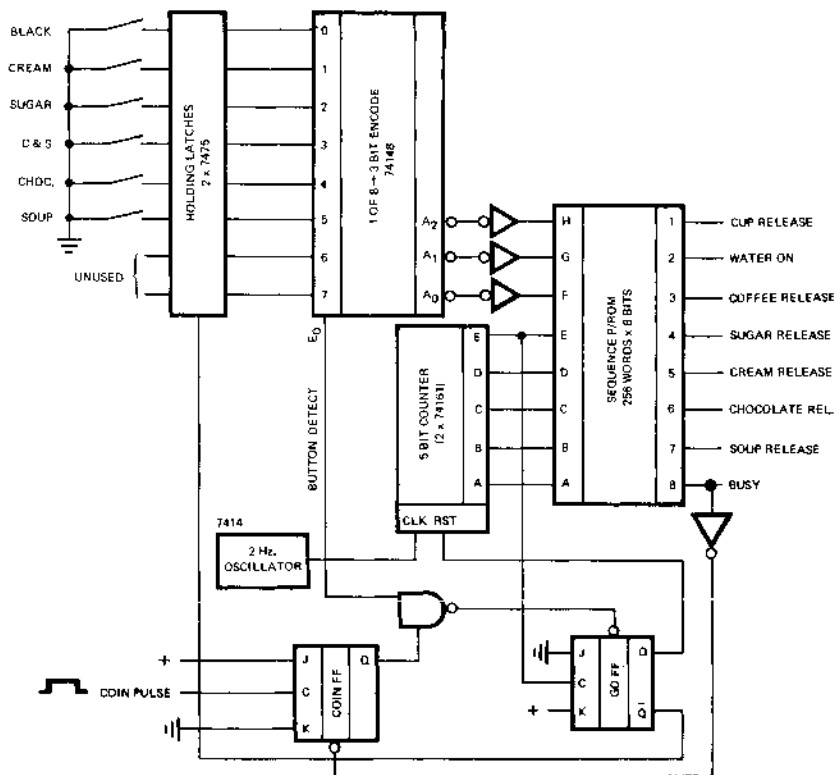 BLACK
CREAM
SUGAR
C & S
CHOC.
SOUP
UNUSED
HOLDING LATCHES
2 x 7475
0
1
2
3
4
5
6
7
1 OF 8 → 3 BIT ENCODE
74148
A2
A1
A0
E0
BUTTON DETECT
H
G
F
E
D
C
B
A
SEQUENCE P/ROM
256 WORDS x 8 BITS
1
2
3
4
5
6
7
8
CUP RELEASE
WATER ON
COFFEE RELEASE
SUGAR RELEASE
CREAM RELEASE
CHOCOLATE REL.
SOUP RELEASE
BUSY
5 BIT COUNTER
(2 x 74161)
E
D
C
B
A
CLK RST
7414
2 Hz.
OSCILLATOR
+
COIN PULSE
J
C
K
COIN FF
Q
J
C
K
+
GO FF
Q
Q'